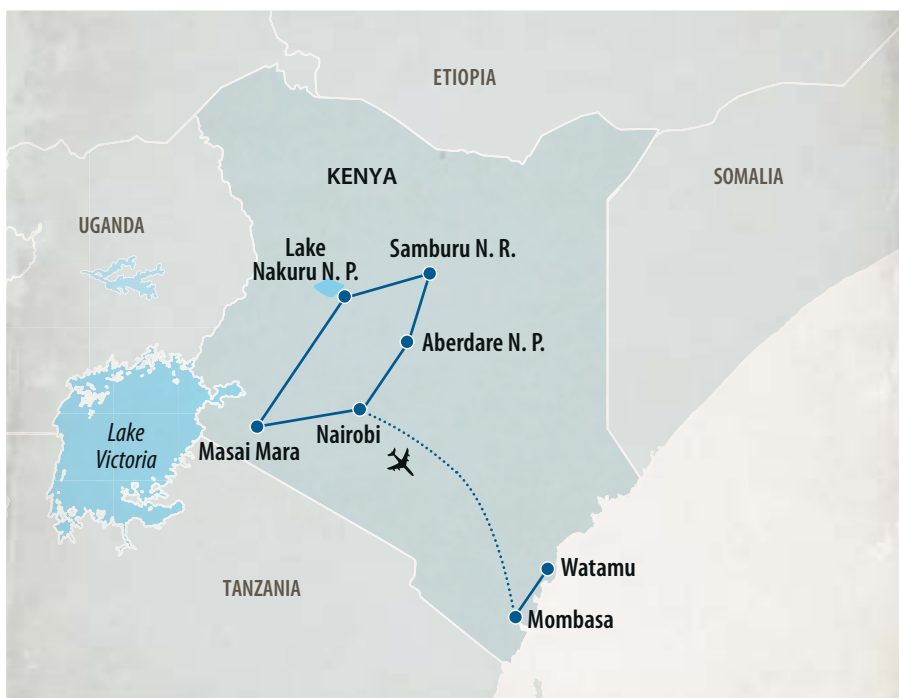 ETIOPIA
KENYA
SOMALIA
UGANDA
Lake
Nakuru N. P.
Samburu N. R.
Aberdare N. P.
Nairobi
Masai Mara
Lake
Victoria
Watamu
TANZANIA
Mombasa